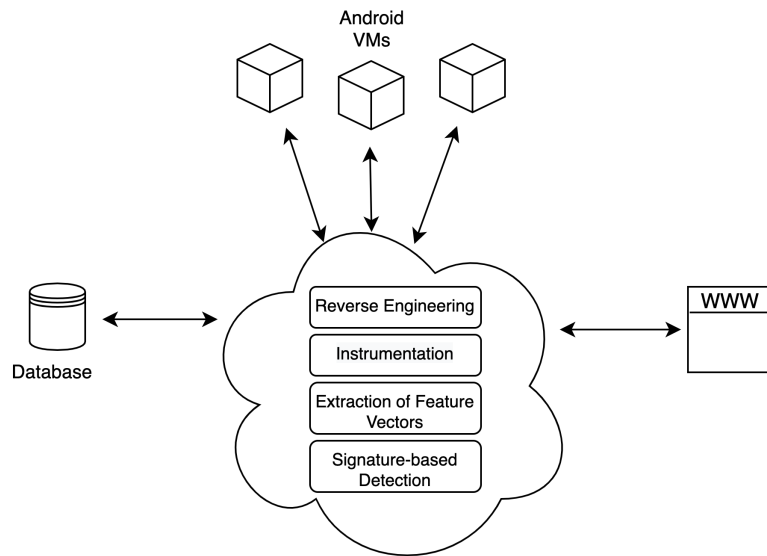 Android
VMs
Reverse Engineering
WWW
Instrumentation
Database
Extraction of Feature
Vectors
Signature-based
Detection